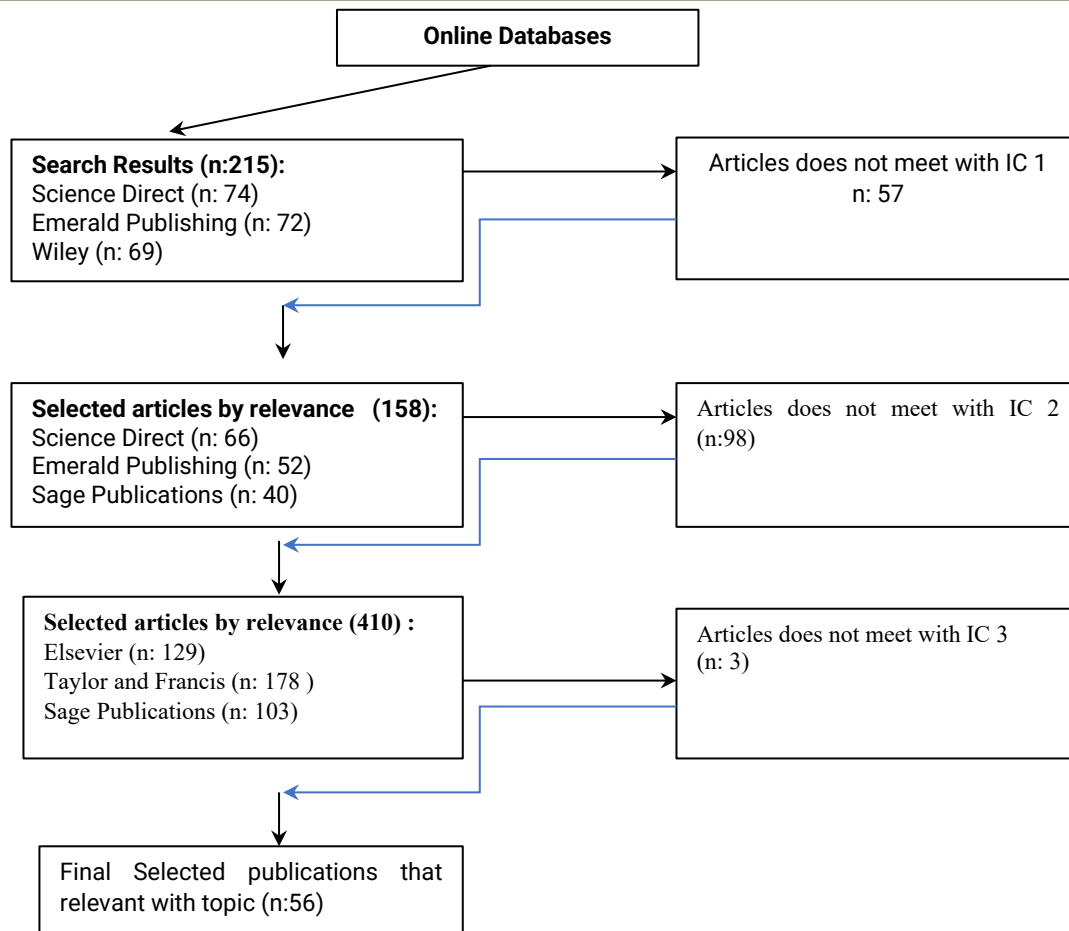 Online Databases
Search Results (n:215):
Science Direct (n: 74)
Emerald Publishing (n: 72)
Wiley (n: 69)
Articles does not meet with IC 1
n: 57
Selected articles by relevance (158):
Science Direct (n: 66)
Emerald Publishing (n: 52)
Sage Publications (n: 40)
Articles does not meet with IC 2
(n:98)
Selected articles by relevance (410) :
Elsevier (n: 129)
Taylor and Francis (n: 178 )
Sage Publications (n: 103)
Articles does not meet with IC 3
(n: 3)
Final Selected publications that
relevant with topic (n:56)